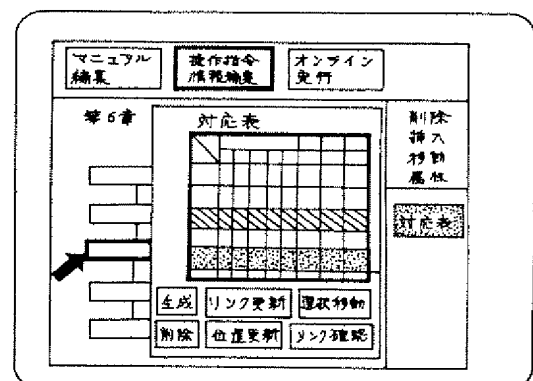 マニュアル
編集
操作指令
情報編集
オンライン
発行
第6章
対応表
削除
挿入
移動
属性
対応表
生成
リンク更新
選択移動
削除
位置更新
リンク確認